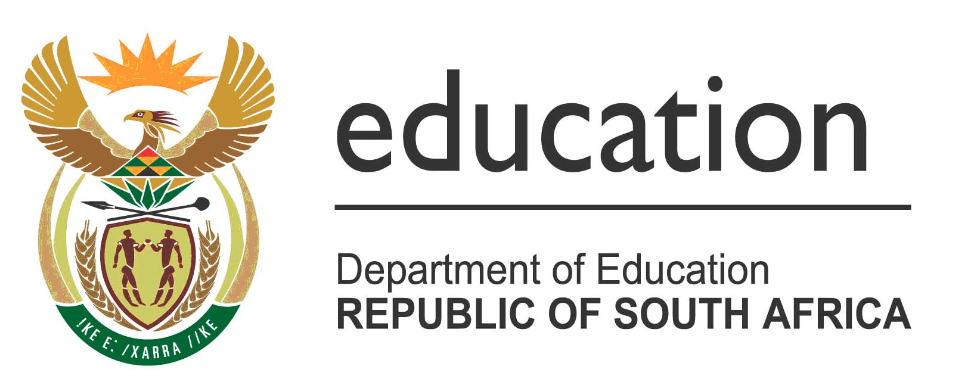 education
Department of Education
REPUBLIC OF SOUTH AFRICA
!KE E: /XARRA //KE